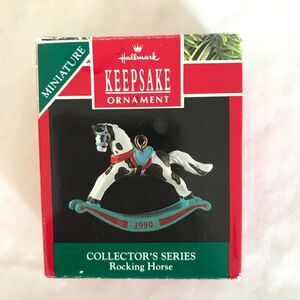 MINIATURE
Hallmark
KEEPSAKE
ORNAMENT
1990
COLLECTOR'S SERIES
Rocking Horse